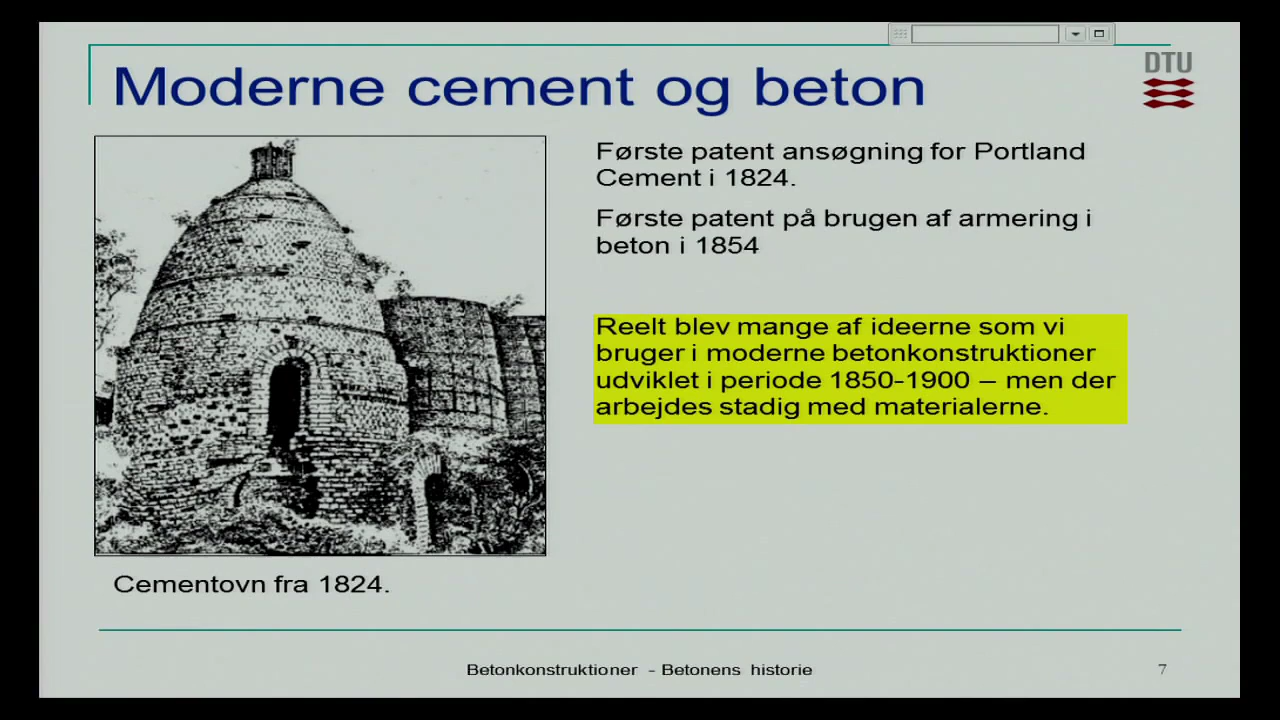 DTU
Moderne cement og beton
Første patent ansøgning for Portland
Cement i 1824.
Første patent på brugen af armering i
beton i 1854
Reelt blev mange af ideerne som vi
bruger i moderne betonkonstruktioner
udviklet i periode 1850-1900 – men der
arbejdes stadig med materialerne.
Cementovn fra 1824.
Betonkonstruktioner - Betonens historie
7